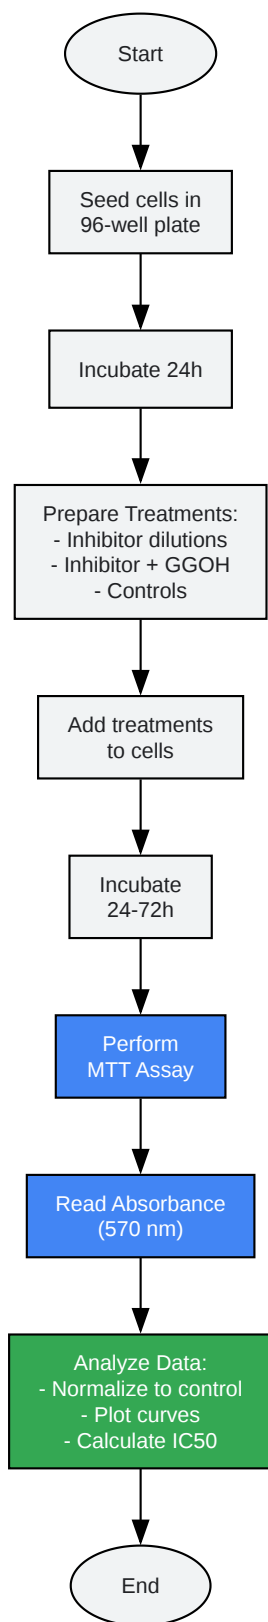 Start
Seed cells in
96-well plate
Incubate 24h
Prepare Treatments:
- Inhibitor dilutions
- Inhibitor + GGOH
- Controls
Add treatments
to cells
Incubate
24-72h
Perform
MTT Assay
Read Absorbance
(570 nm)
Analyze Data:
- Normalize to control
- Plot curves
- Calculate IC50
End